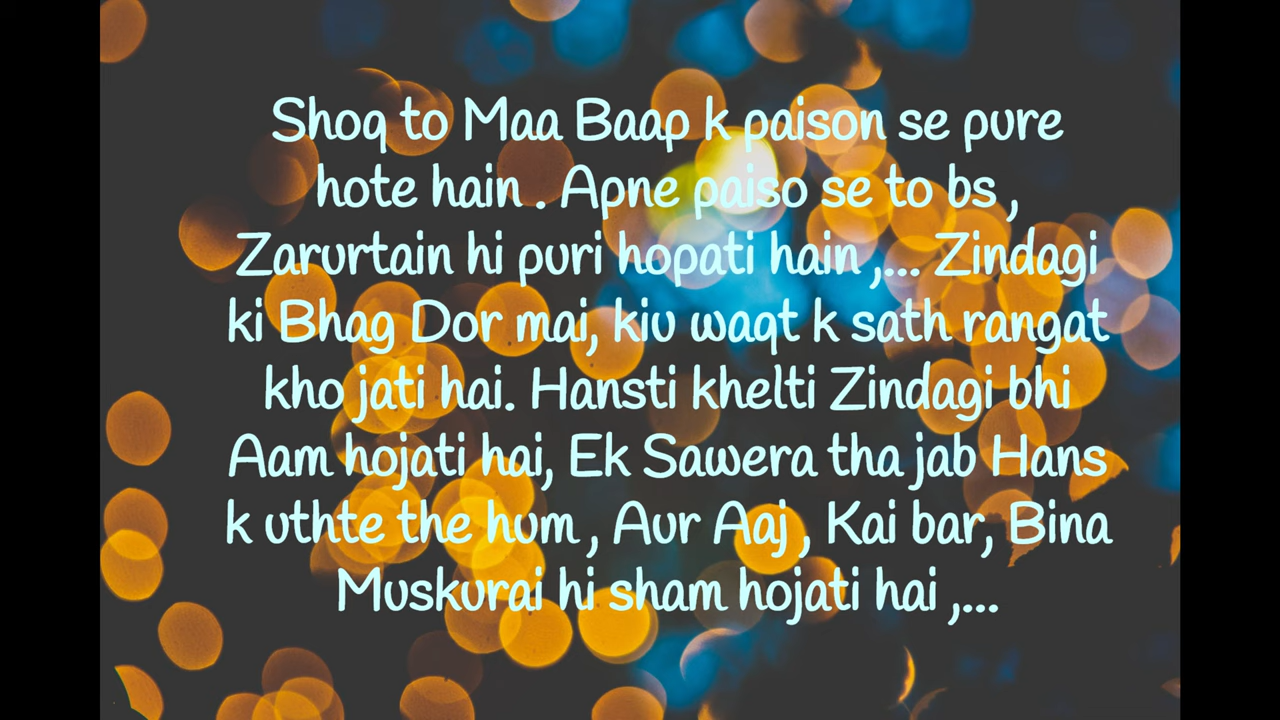 Shoq to Maa Baap k paison se pure
hote hain . Apne paiso se to bs ,
Zarurtain hi puri hopati hain ,... Zindagi
ki Bhag Dor mai, kiu waqt k sath rangat
kho jati hai. Hansti khelti Zindagi bhi
Aam hojati hai, Ek Sawera tha jab Hans
k uthte the hum , Aur Aaj , Kai bar, Bina
Muskurai hi sham hojati hai ,...